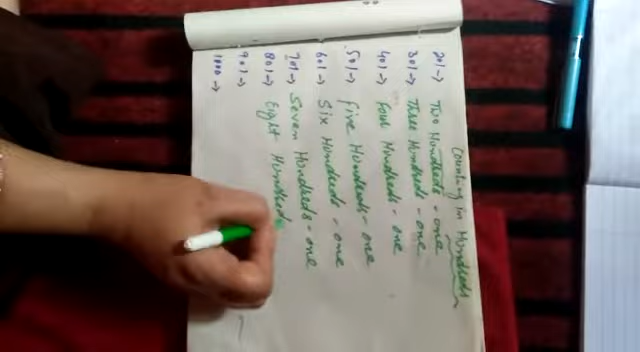 Counting in Hundreds
201→ Two Hundreds - one
301→ Three Hundreds - one
401→ Four Hundreds - one
501→ Five Hundreds - one
601→ Six Hundreds - one
701→ Seven Hundreds - one
801→ Eight Hundreds
901→
1000→